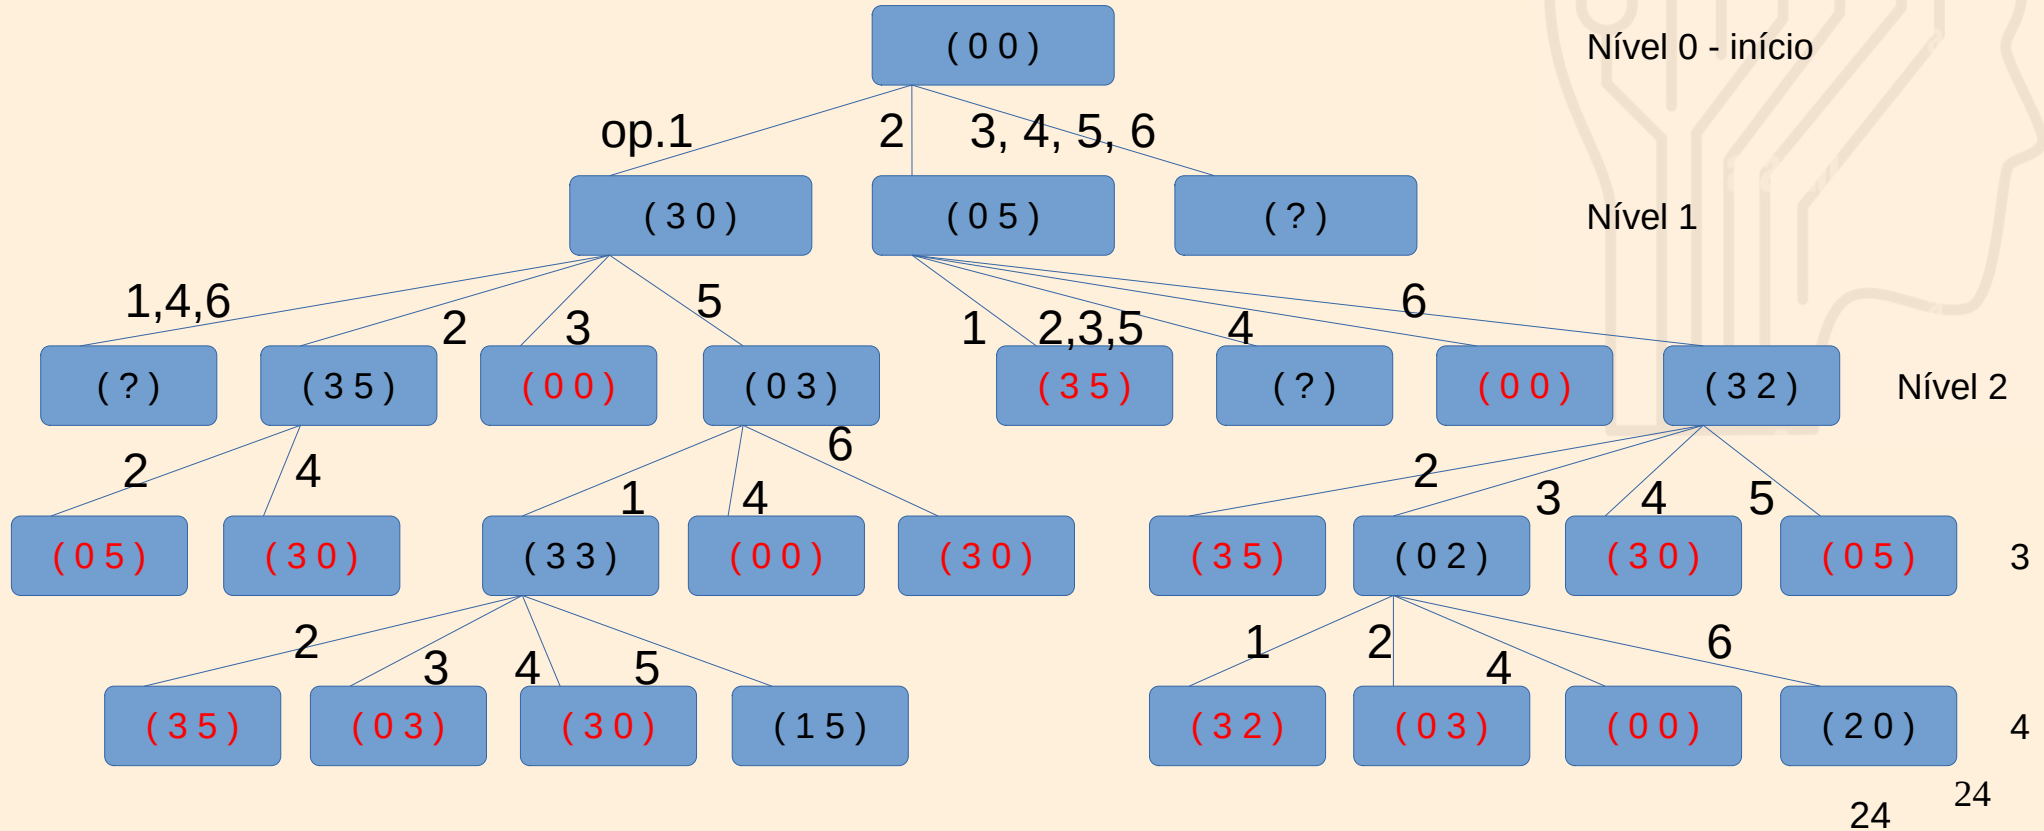 ( 0 0 ) Nível 0 - início
op.1 2 3, 4, 5, 6
( 3 0 ) ( 0 5 ) ( ? ) Nível 1
1,4,6 2 3 5 1 2,3,5 4 6
( ? ) ( 3 5 ) ( 0 0 ) ( 0 3 ) ( 3 5 ) ( ? ) ( 0 0 ) ( 3 2 ) Nível 2
2 4 1 4 6 2 3 4 5
( 0 5 ) ( 3 0 ) ( 3 3 ) ( 0 0 ) ( 3 0 ) ( 3 5 ) ( 0 2 ) ( 3 0 ) ( 0 5 ) 3
2 3 4 5 1 2 4 6
( 3 5 ) ( 0 3 ) ( 3 0 ) ( 1 5 ) ( 3 2 ) ( 0 3 ) ( 0 0 ) ( 2 0 ) 4
24
24